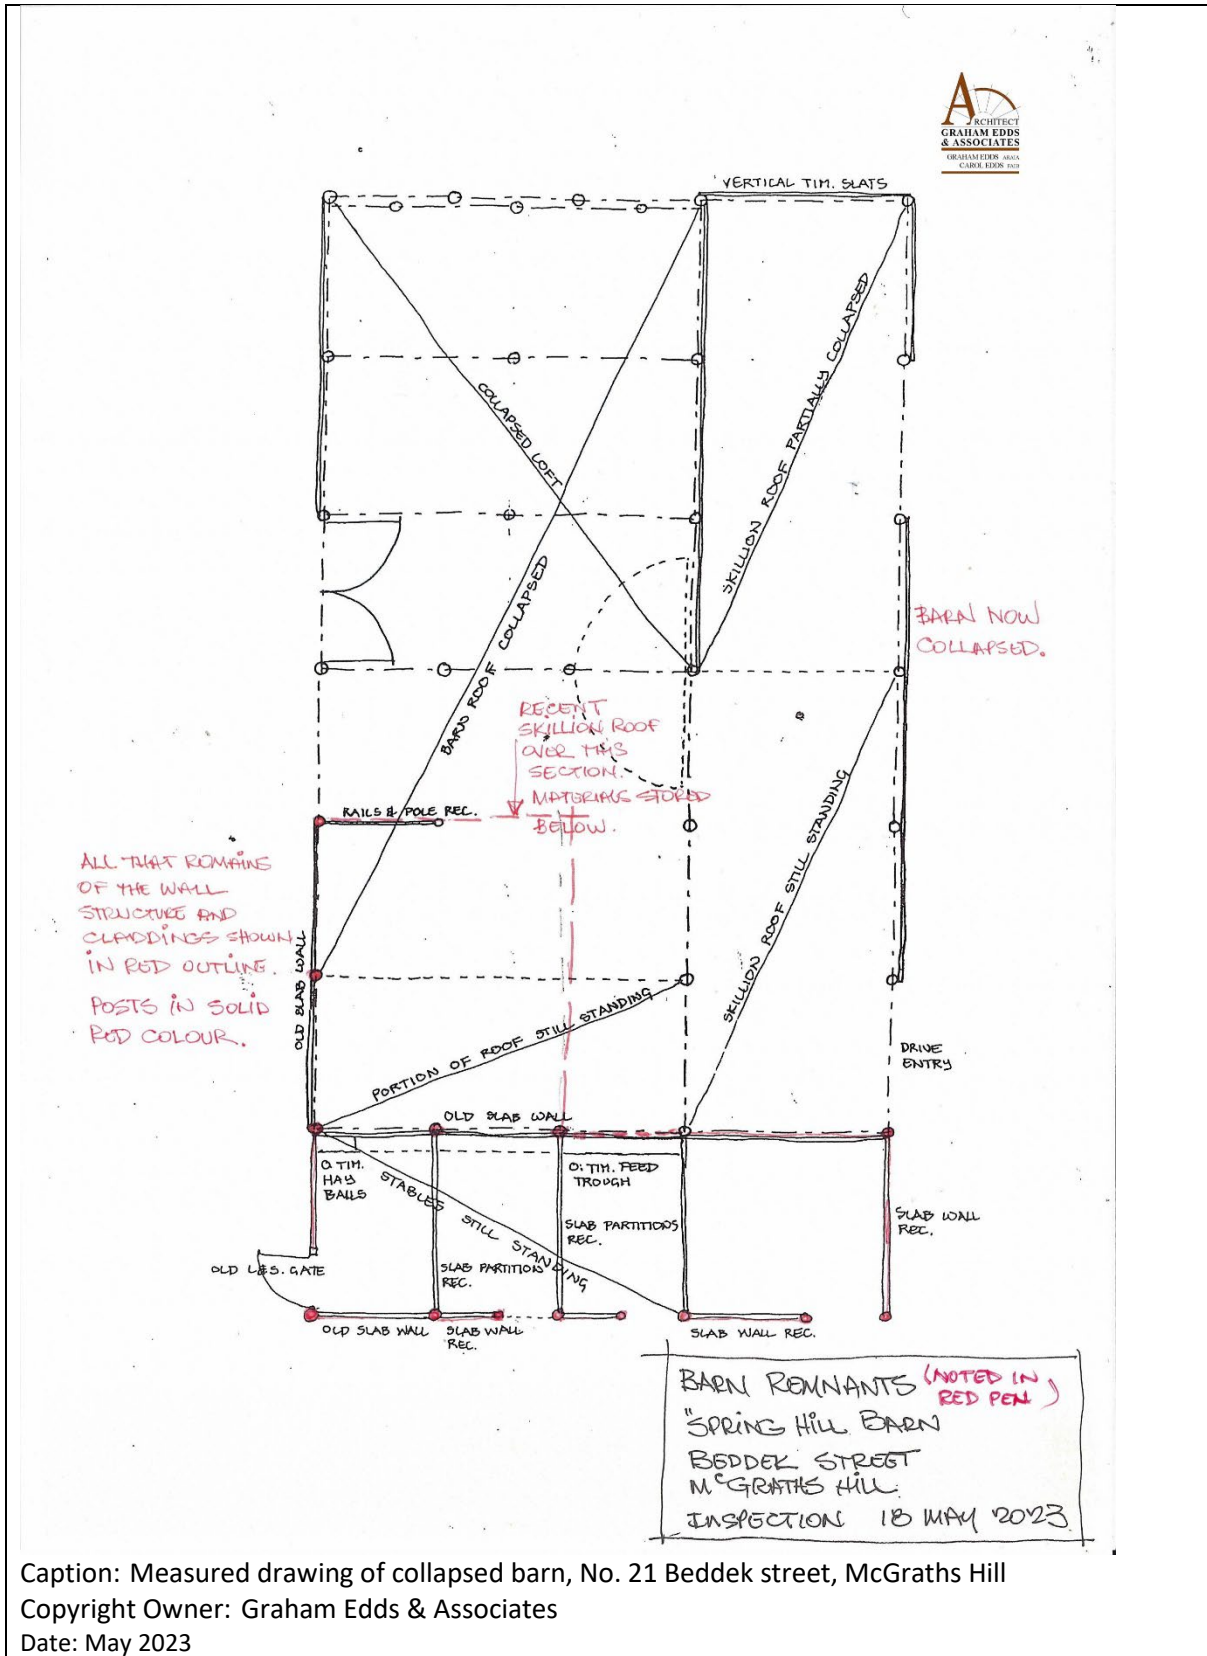 ARCHITECT
GRAHAM EDDS
& ASSOCIATES
GRAHAM EDDS ARAIA
CAROL EDDS
VERTICAL TIM. SLATS
COLLAPSED LOFT
SKILLION ROOF PARTIALLY COLLAPSED
BARN ROOF COLLAPSED
BARN NOW
COLLAPSED.
RECENT
SKILLION ROOF
OVER THIS
SECTION.
MATERIALS STORED
BELOW.
RAILS & POLE REC.
SKILLION ROOF STILL STANDING
ALL THAT REMAINS
OF THE WALL
STRUCTURE AND
CLADDINGS SHOWN
IN RED OUTLINE.
POSTS IN SOLID
RED COLOUR.
OLD SLAB WALL
PORTION OF ROOF STILL STANDING
DRIVE
ENTRY
OLD SLAB WALL
O. TIM.
HAY
BAILS
STABLES STILL STANDING
O. TIM. FEED
TROUGH
SLAB PARTITIONS
REC.
SLAB WALL
REC.
OLD L&S. GATE
SLAB PARTITION
REC.
OLD SLAB WALL
SLAB WALL
REC.
SLAB WALL REC.
BARN REMNANTS (NOTED IN
RED PEN)
"SPRING HILL BARN
BEDDEK STREET
McGRATHS HILL.
INSPECTION 18 MAY 2023
Caption: Measured drawing of collapsed barn, No. 21 Beddek street, McGraths Hill
Copyright Owner: Graham Edds & Associates
Date: May 2023